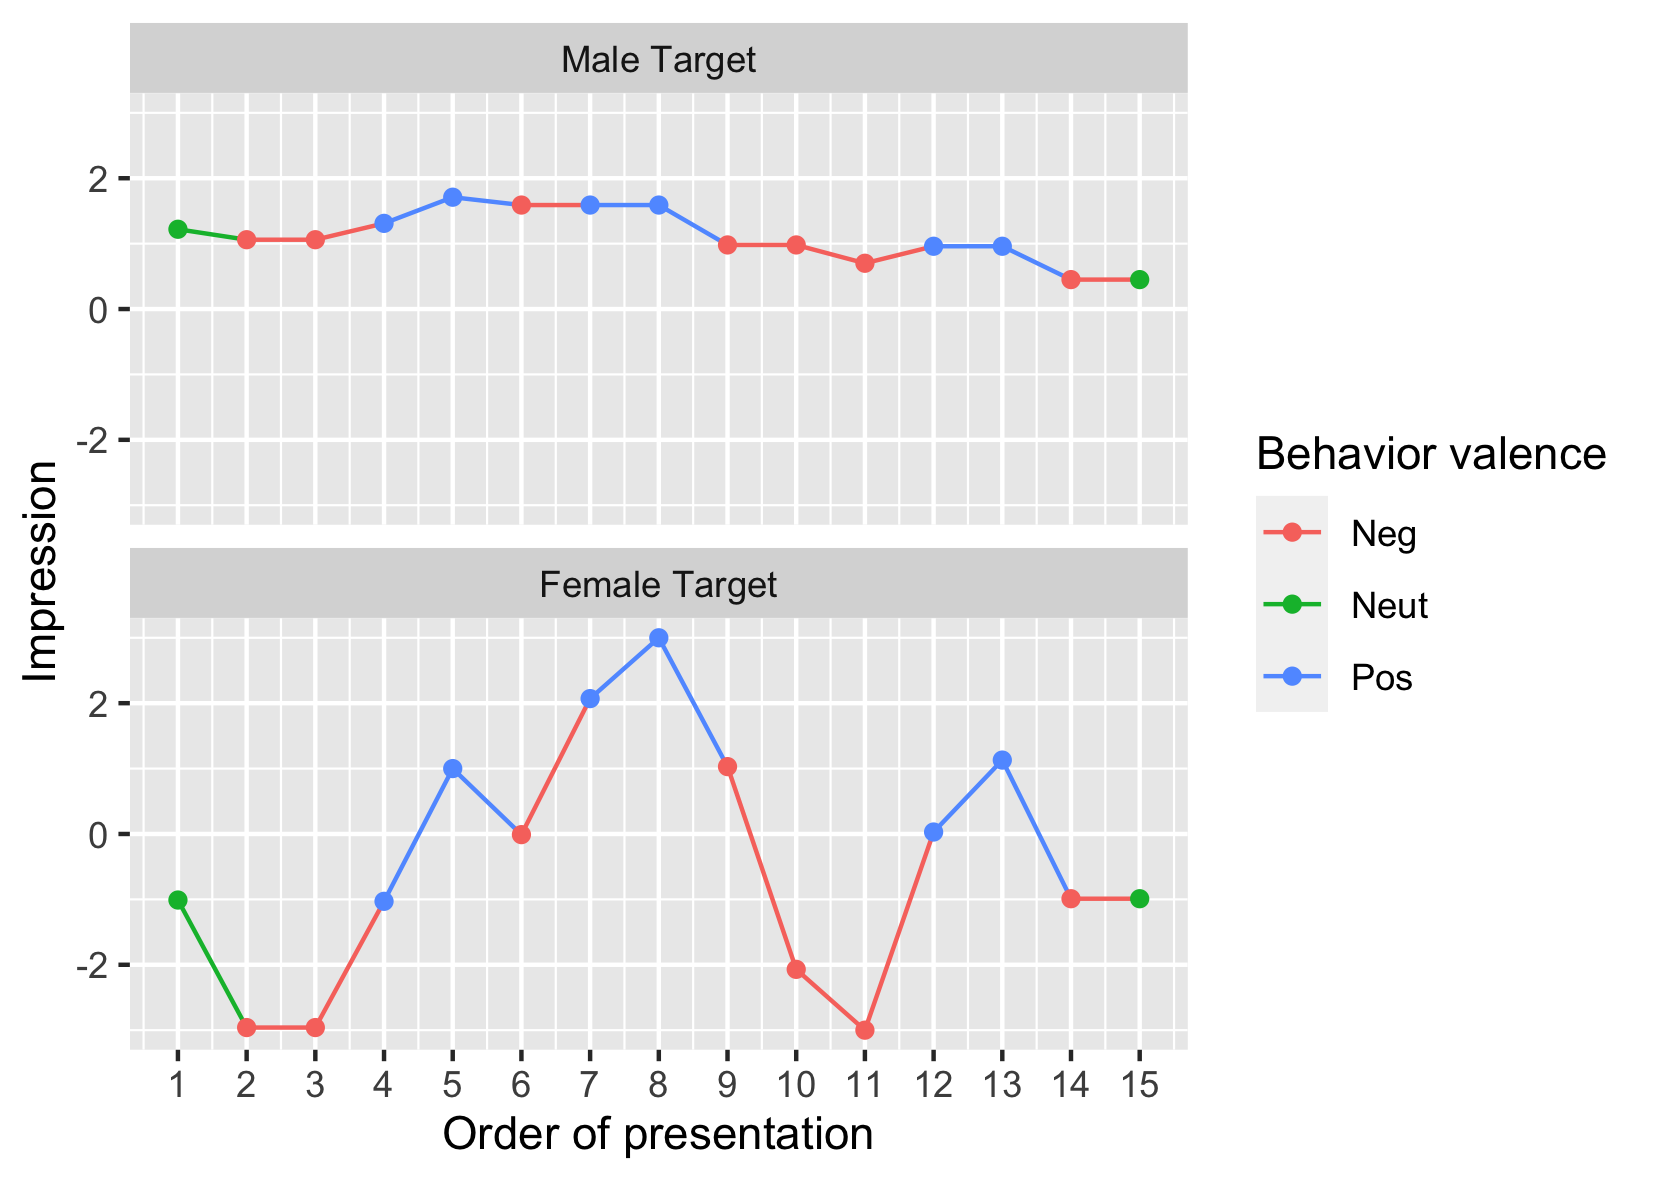 Male Target
2
0
-2
Impression
Female Target
2
0
-2
1 2 3 4 5 6 7 8 9 10 11 12 13 14 15
Order of presentation
Behavior valence
Neg
Neut
Pos